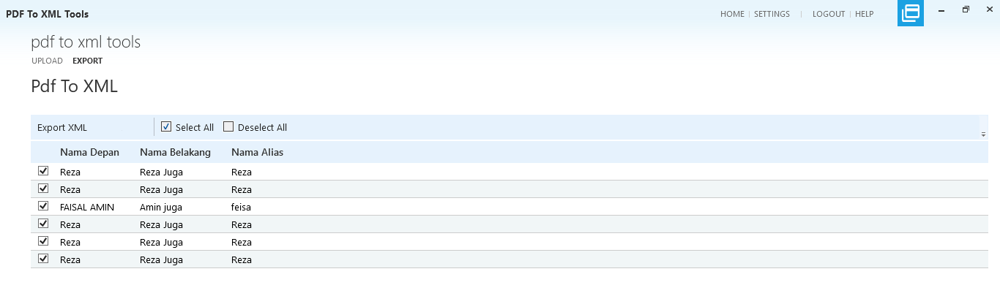 PDF To XML Tools
HOME | SETTINGS | LOGOUT | HELP
pdf to xml tools
UPLOAD EXPORT
Pdf To XML
Export XML Select All Deselect All
Nama Depan Nama Belakang Nama Alias
Reza Reza Juga Reza
Reza Reza Juga Reza
FAISAL AMIN Amin juga feisa
Reza Reza Juga Reza
Reza Reza Juga Reza
Reza Reza Juga Reza